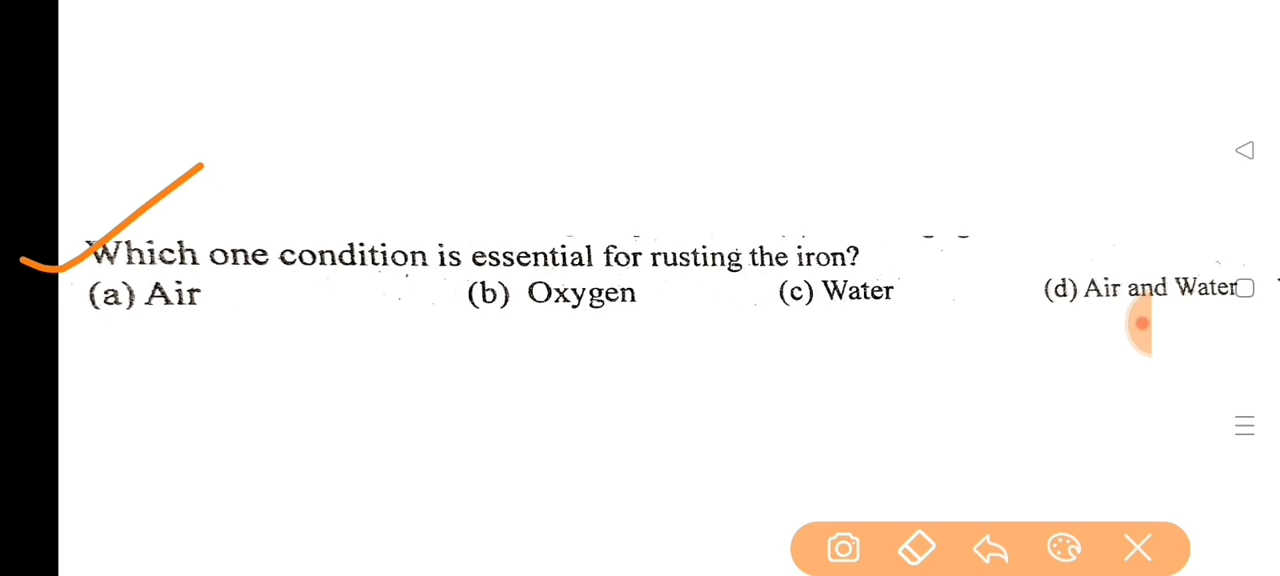 Which one condition is essential for rusting the iron?
(a) Air (b) Oxygen (c) Water (d) Air and Water